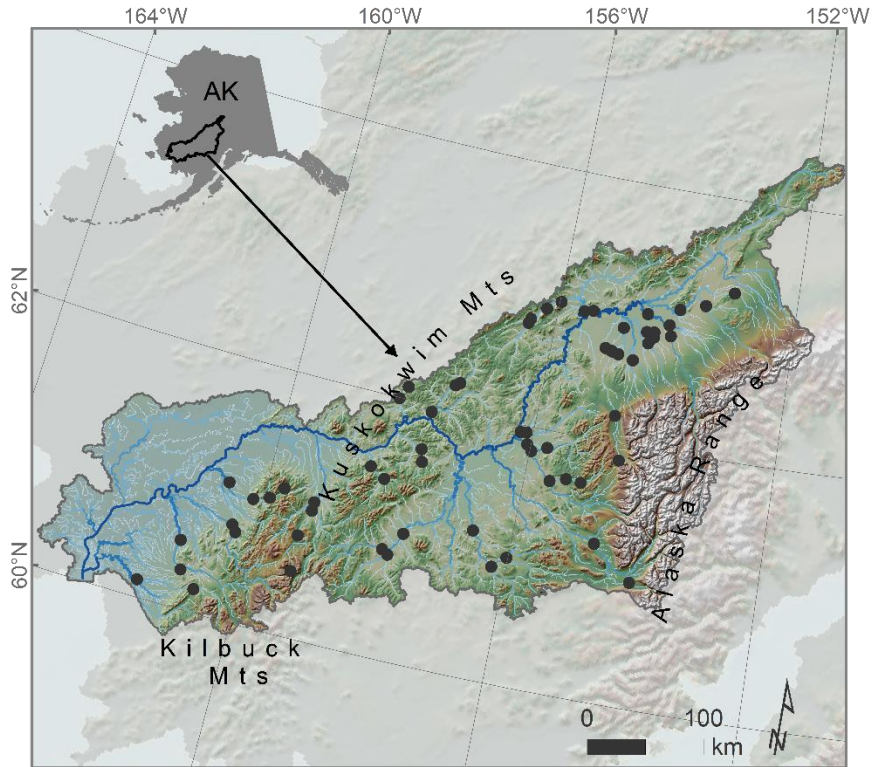 164°W
160°W
156°W
152°W
AK
62°N
60°N
Kuskokwim Mts
Alaska Range
Kilbuck
Mts
0
100
km
N